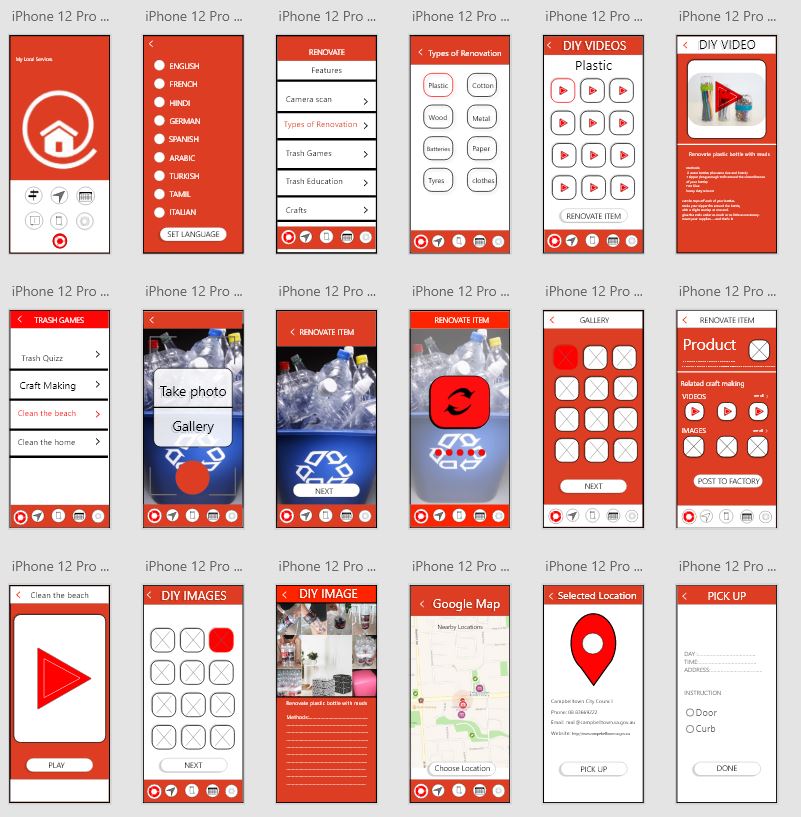 iPhone 12 Pro ...
My Local Services
iPhone 12 Pro ...
ENGLISH
FRENCH
HINDI
GERMAN
SPANISH
ARABIC
TURKISH
TAMIL
ITALIAN
SET LANGUAGE
iPhone 12 Pro ...
RENOVATE
Features
Camera scan
Types of Renovation
Trash Games
Trash Education
Crafts
iPhone 12 Pro ...
Types of Renovation
Plastic
Cotton
Wood
Metal
Batteries
Paper
Tyres
clothes
iPhone 12 Pro ...
DIY VIDEOS
Plastic
RENOVATE ITEM
iPhone 12 Pro ...
DIY VIDEO
Renovate plastic bottle with meals
iPhone 12 Pro ...
TRASH GAMES
Trash Quizz
Craft Making
Clean the beach
Clean the home
iPhone 12 Pro ...
Take photo
Gallery
iPhone 12 Pro ...
RENOVATE ITEM
NEXT
iPhone 12 Pro ...
RENOVATE ITEM
iPhone 12 Pro ...
GALLERY
NEXT
iPhone 12 Pro ...
RENOVATE ITEM
Product
Related craft making
VIDEOS
IMAGES
POST TO FACTORY
iPhone 12 Pro ...
Clean the beach
PLAY
iPhone 12 Pro ...
DIY IMAGES
NEXT
iPhone 12 Pro ...
DIY IMAGE
Renovate plastic bottle with meals
Methods:
iPhone 12 Pro ...
Google Map
Nearby Locations
Choose Location
iPhone 12 Pro ...
Selected Location
Campbelltown City Council
Phone: 08 83669222
Email: mail@campbelltown.sa.gov.au
Website:
PICK UP
iPhone 12 Pro ...
PICK UP
DAY:
TIME:
ADDRESS:
INSTRUCTION
Door
Curb
DONE